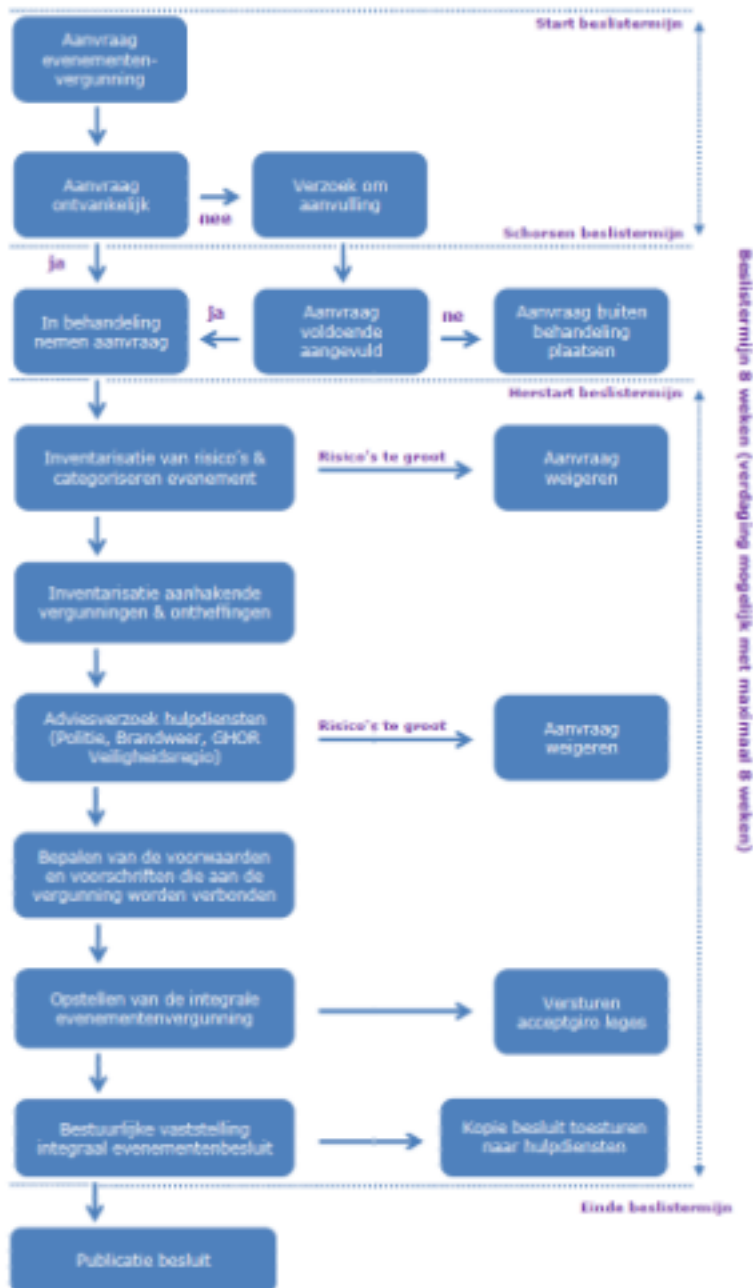 Start beslistermijn
Aanvraag
evenementen-
vergunning
Aanvraag
ontvankelijk
nee
Verzoek om
aanvulling
Schorsen beslistermijn
ja
In behandeling
nemen aanvraag
ja
Aanvraag
voldoende
aangevuld
ne
Aanvraag buiten
behandeling
plaatsen
Herstart beslistermijn
Inventarisatie van risico's &
categoriseren evenement
Risico's te groot
Aanvraag
weigeren
Inventarisatie aanhakende
vergunningen & ontheffingen
Adviesverzoek hulpdiensten
(Politie, Brandweer, GHOR
Veiligheidsregio)
Risico's te groot
Aanvraag
weigeren
Bepalen van de voorwaarden
en voorschriften die aan de
vergunning worden verbonden
Opstellen van de integrale
evenementenvergunning
Versturen
acceptgiro leges
Bestuurlijke vaststelling
integraal evenementenbesluit
Kopie besluit toesturen
naar hulpdiensten
Einde beslistermijn
Publicatie besluit
Beslistermijn 8 weken (verdaging mogelijk met maximaal 8 weken)